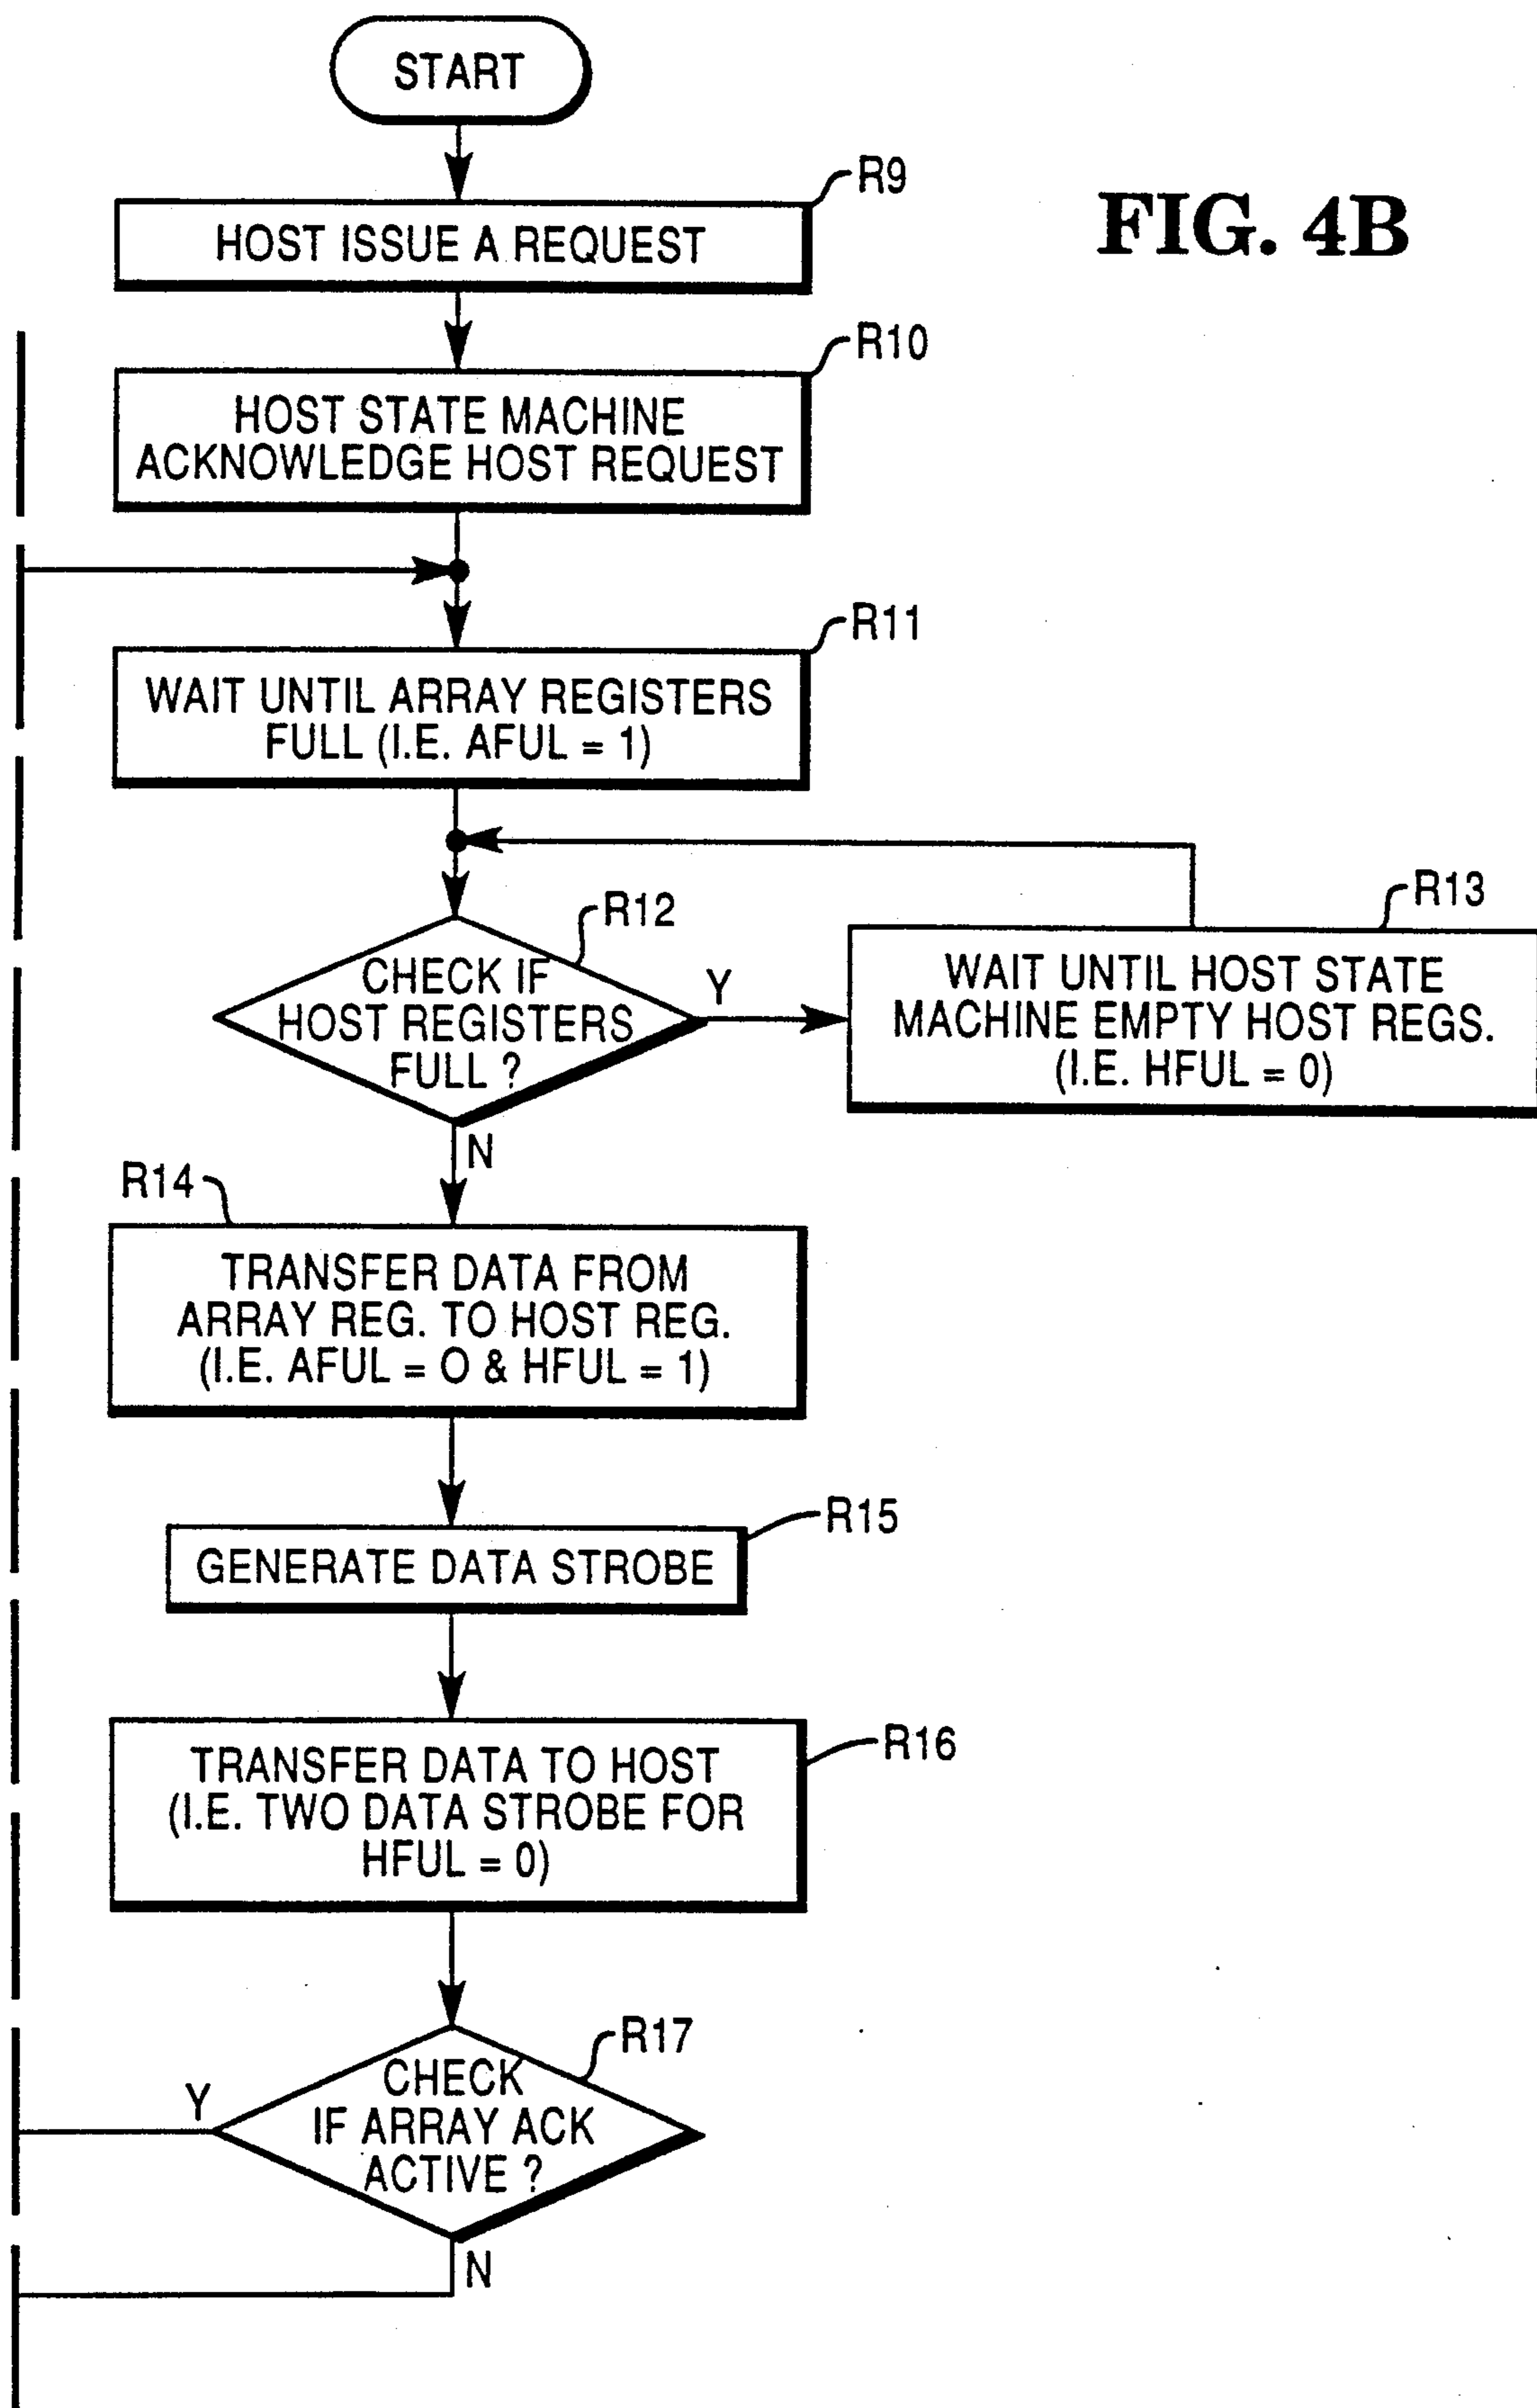 START
FIG. 4B
R9
HOST ISSUE A REQUEST
R10
HOST STATE MACHINE
ACKNOWLEDGE HOST REQUEST
R11
WAIT UNTIL ARRAY REGISTERS
FULL (I.E. AFUL = 1)
R12
CHECK IF
HOST REGISTERS
FULL ?
Y
N
R13
WAIT UNTIL HOST STATE
MACHINE EMPTY HOST REGS.
(I.E. HFUL = 0)
R14
TRANSFER DATA FROM
ARRAY REG. TO HOST REG.
(I.E. AFUL = O & HFUL = 1)
R15
GENERATE DATA STROBE
R16
TRANSFER DATA TO HOST
(I.E. TWO DATA STROBE FOR
HFUL = 0)
R17
CHECK
IF ARRAY ACK
ACTIVE ?
Y
N